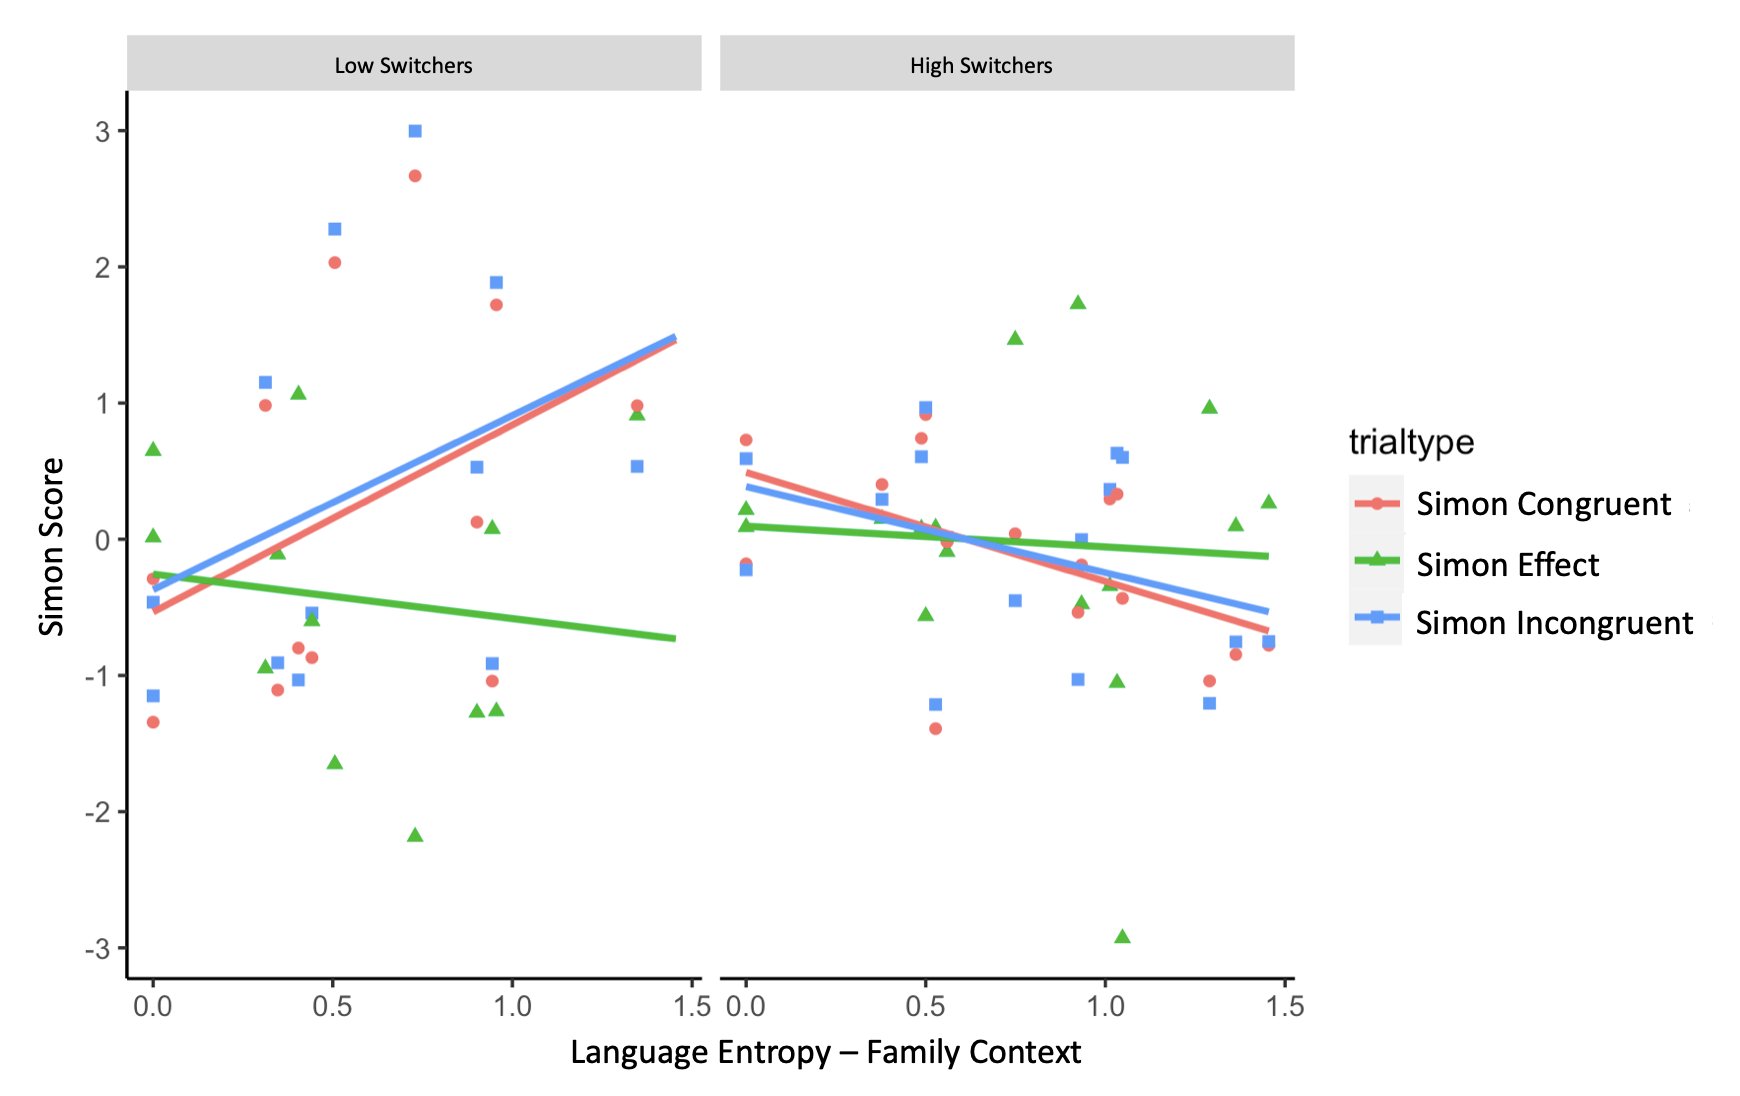 Low Switchers
High Switchers
3
2
1
0
-1
-2
-3
Simon Score
0.0
0.5
1.0
1.5
0.0
0.5
1.0
1.5
Language Entropy – Family Context
trialtype
Simon Congruent
Simon Effect
Simon Incongruent